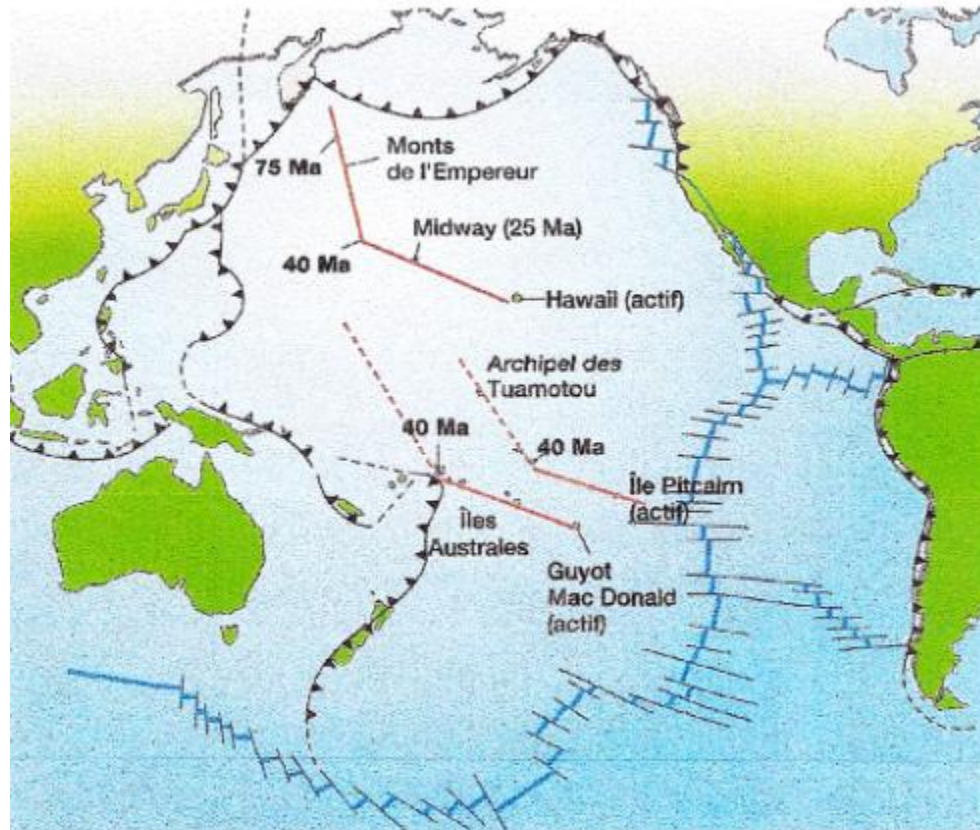 75 Ma
Monts
de l'Empereur
Midway (25 Ma)
40 Ma
Hawaii (actif)
Archipel des
Tuamotou
40 Ma
40 Ma
Île Pitcairn
(actif)
Îles
Australes
Guyot
Mac Donald
(actif)